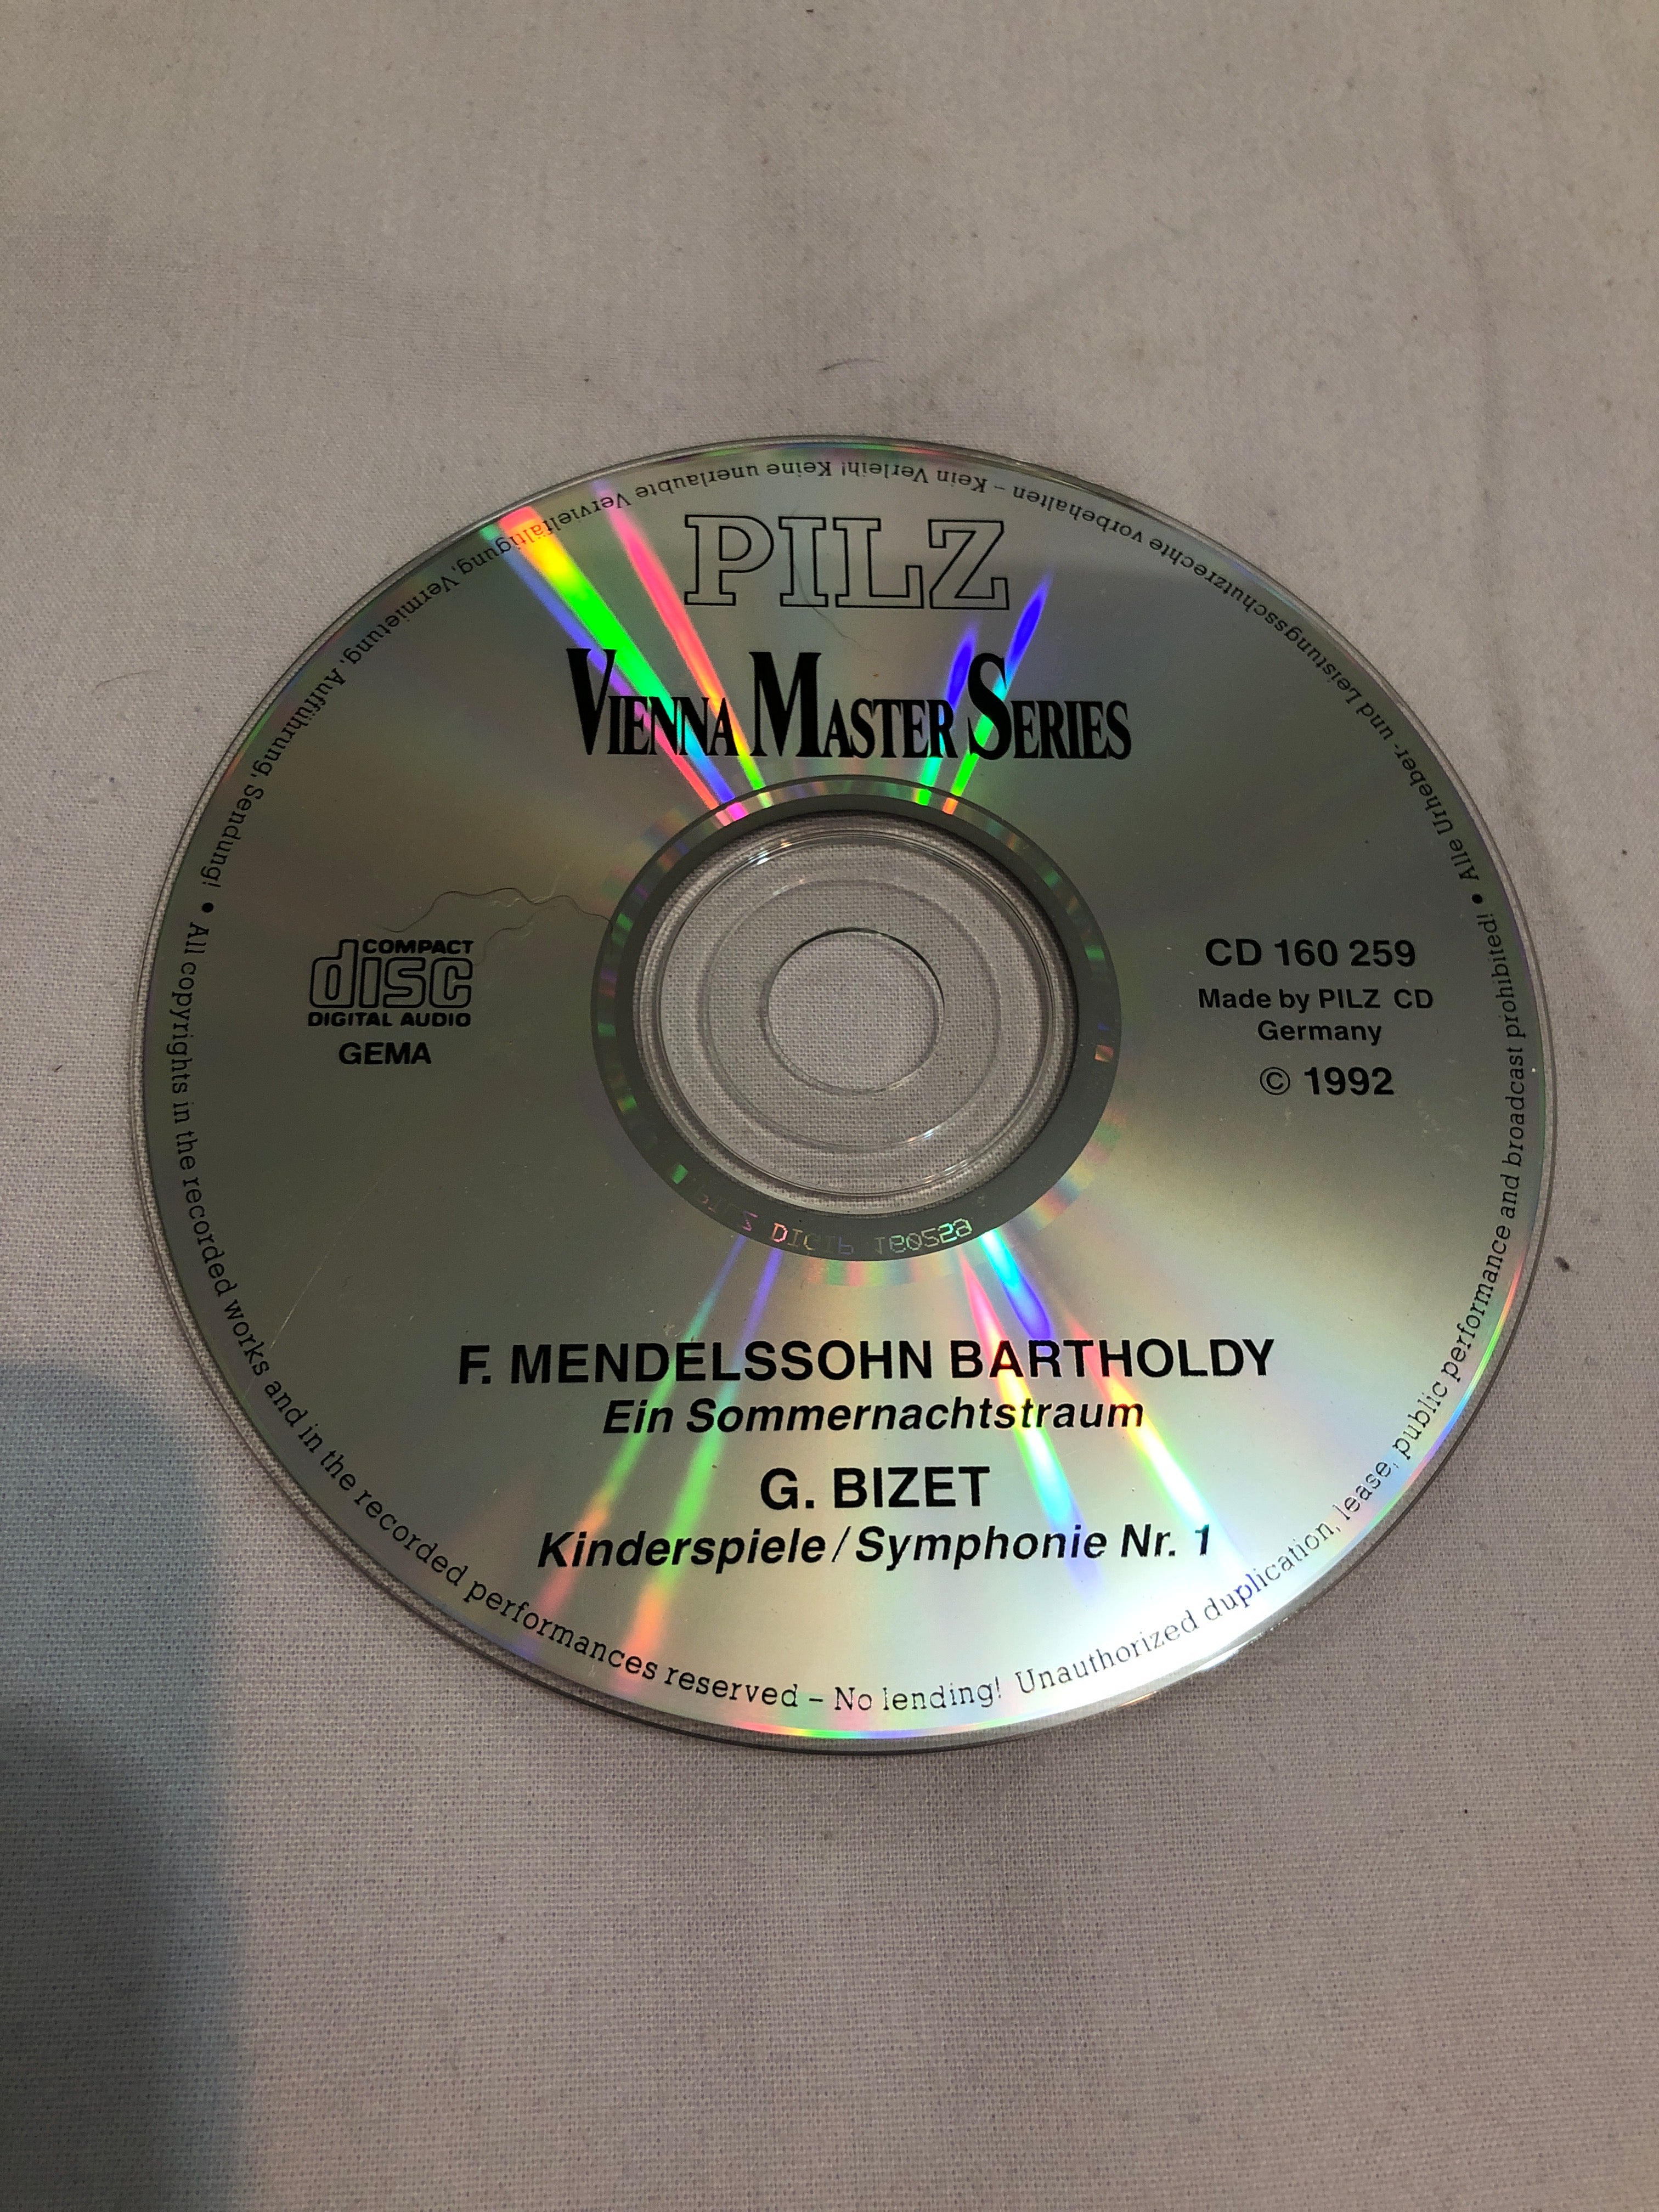 PILZ
VIENNA MASTER SERIES
COMPACT
disc
DIGITAL AUDIO
GEMA
CD 160 259
Made by PILZ CD
Germany
© 1992
F. MENDELSSOHN BARTHOLDY
Ein Sommernachtstraum
G. BIZET
Kinderspiele / Symphonie Nr. 1
• Alle Urheber- und Leistungsschutzrechte vorbehalten – Kein Verleih! Keine unerlaubte Vervielfältigung, Vermietung, Aufführung, Sendung!
• All copyrights in the recorded works and in the recorded performances reserved – No lending! Unauthorized duplication, lease, public performance and broadcast prohibited!
160259